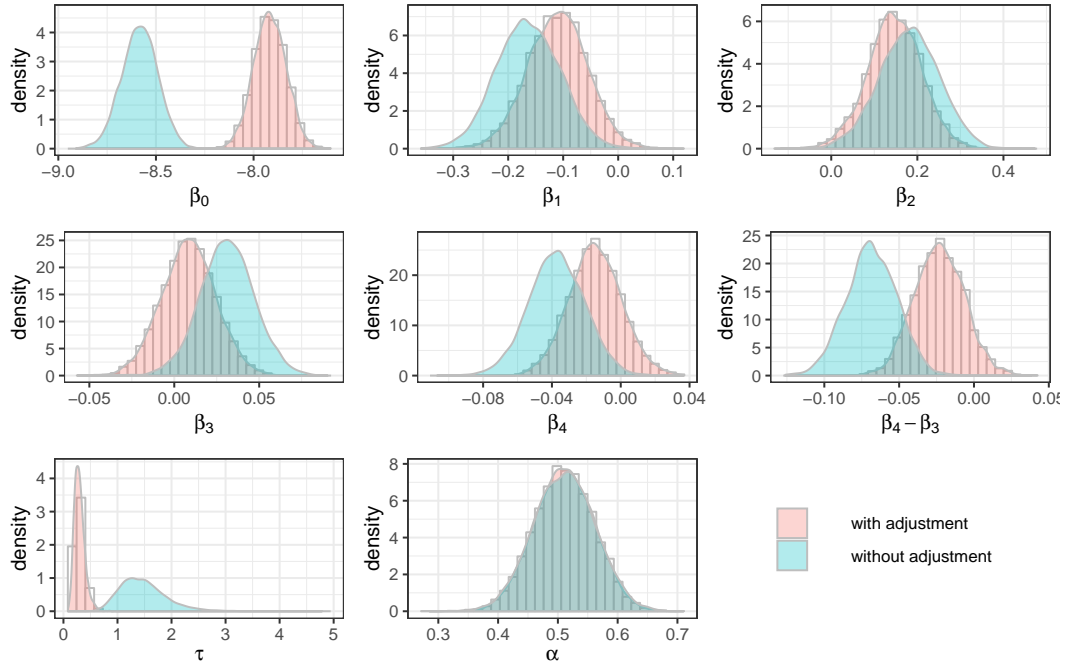 density
4
3
2
1
0
−9.0 −8.5 −8.0
β0
density
6
4
2
0
−0.3 −0.2 −0.1 0.0 0.1
β1
density
6
4
2
0
0.0 0.2 0.4
β2
density
25
20
15
10
5
0
−0.05 0.00 0.05
β3
density
20
10
0
−0.08 −0.04 0.00 0.04
β4
density
25
20
15
10
5
0
−0.10 −0.05 0.00
β4 − β3
density
4
3
2
1
0
0 1 2 3 4 5
τ
density
8
6
4
2
0
0.3 0.4 0.5 0.6 0.7
α
with adjustment
without adjustment